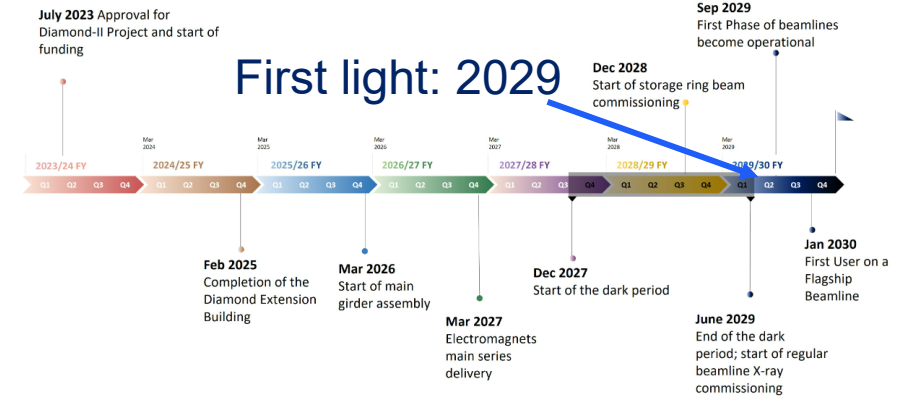 July 2023 Approval for
Diamond-II Project and start of
funding
First light: 2029
Dec 2028
Start of storage ring beam
commissioning
Sep 2029
First Phase of beamlines
become operational
Mar
2024
Mar
2025
Mar
2026
Mar
2027
Mar
2028
Mar
2029
2023/24 FY
2024/25 FY
2025/26 FY
2026/27 FY
2027/28 FY
2028/29 FY
2029/30 FY
Q1 Q2 Q3 Q4
Q1 Q2 Q3 Q4
Q1 Q2 Q3 Q4
Q1 Q2 Q3 Q4
Q1 Q2 Q3 Q4
Q1 Q2 Q3 Q4
Q1 Q2 Q3 Q4
Feb 2025
Completion of the
Diamond Extension
Building
Mar 2026
Start of main
girder assembly
Mar 2027
Electromagnets
main series
delivery
Dec 2027
Start of the dark period
June 2029
End of the dark
period; start of regular
beamline X-ray
commissioning
Jan 2030
First User on a
Flagship
Beamline